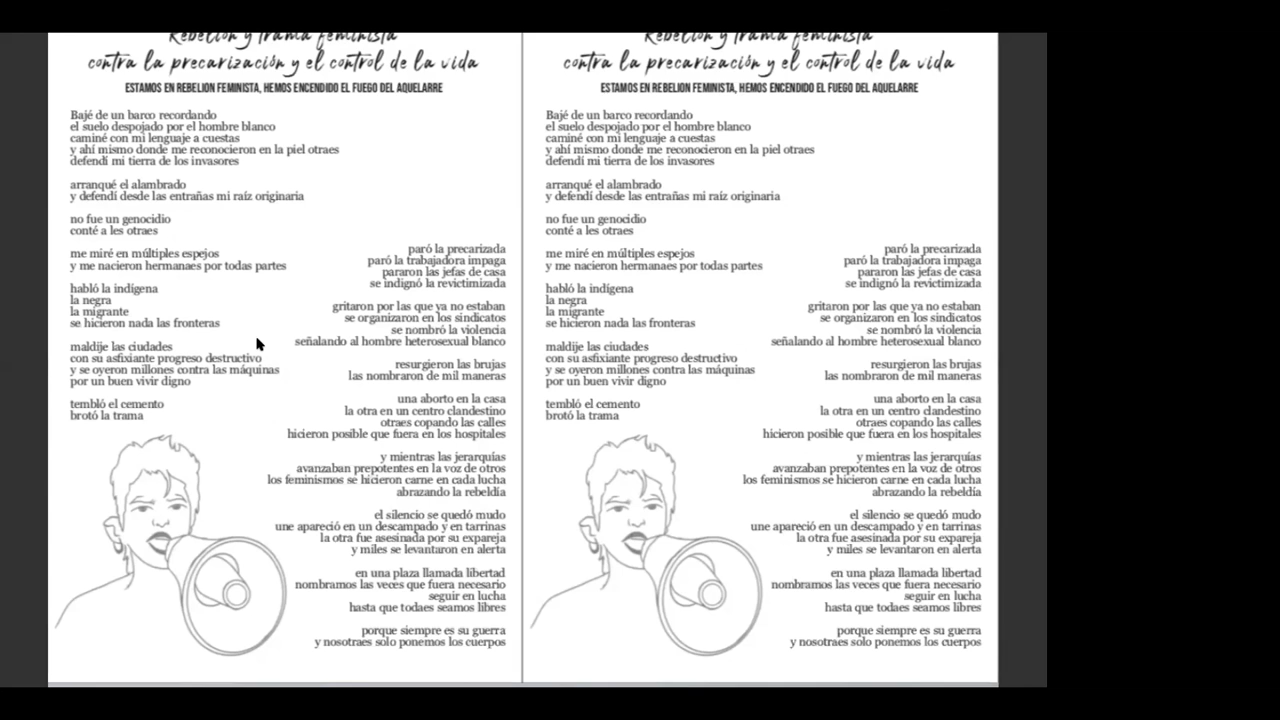 Rebelión y trama feminista
contra la precarización y el control de la vida
ESTAMOS EN REBELION FEMINISTA, HEMOS ENCENDIDO EL FUEGO DEL AQUELARRE
Bajé de un barco recordando
el suelo despojado por el hombre blanco
caminé con mi lenguaje a cuestas
y ahí mismo donde me reconocieron en la piel otraes
defendí mi tierra de los invasores
arranqué el alambrado
y defendí desde las entrañas mi raíz originaria
no fue un genocidio
conté a les otraes
me miré en múltiples espejos
y me nacieron hermanaes por todas partes
habló la indígena
la negra
la migrante
se hicieron nada las fronteras
maldije las ciudades
con su asfixiante progreso destructivo
y se oyeron millones contra las máquinas
por un buen vivir digno
tembló el cemento
brotó la trama
paró la precarizada
paró la trabajadora impaga
pararon las jefas de casa
se indignó la revictimizada
gritaron por las que ya no estaban
se organizaron en los sindicatos
se nombró la violencia
señalando al hombre heterosexual blanco
resurgieron las brujas
las nombraron de mil maneras
una aborto en la casa
la otra en un centro clandestino
otraes copando las calles
hicieron posible que fuera en los hospitales
y mientras las jerarquías
avanzaban prepotentes en la voz de otros
los feminismos se hicieron carne en cada lucha
abrazando la rebeldía
el silencio se quedó mudo
une apareció en un descampado y en tarrinas
la otra fue asesinada por su expareja
y miles se levantaron en alerta
en una plaza llamada libertad
nombramos las veces que fuera necesario
seguir en lucha
hasta que todaes seamos libres
porque siempre es su guerra
y nosotraes solo ponemos los cuerpos
Rebelión y trama feminista
contra la precarización y el control de la vida
ESTAMOS EN REBELION FEMINISTA, HEMOS ENCENDIDO EL FUEGO DEL AQUELARRE
Bajé de un barco recordando
el suelo despojado por el hombre blanco
caminé con mi lenguaje a cuestas
y ahí mismo donde me reconocieron en la piel otraes
defendí mi tierra de los invasores
arranqué el alambrado
y defendí desde las entrañas mi raíz originaria
no fue un genocidio
conté a les otraes
me miré en múltiples espejos
y me nacieron hermanaes por todas partes
habló la indígena
la negra
la migrante
se hicieron nada las fronteras
maldije las ciudades
con su asfixiante progreso destructivo
y se oyeron millones contra las máquinas
por un buen vivir digno
tembló el cemento
brotó la trama
paró la precarizada
paró la trabajadora impaga
pararon las jefas de casa
se indignó la revictimizada
gritaron por las que ya no estaban
se organizaron en los sindicatos
se nombró la violencia
señalando al hombre heterosexual blanco
resurgieron las brujas
las nombraron de mil maneras
una aborto en la casa
la otra en un centro clandestino
otraes copando las calles
hicieron posible que fuera en los hospitales
y mientras las jerarquías
avanzaban prepotentes en la voz de otros
los feminismos se hicieron carne en cada lucha
abrazando la rebeldía
el silencio se quedó mudo
une apareció en un descampado y en tarrinas
la otra fue asesinada por su expareja
y miles se levantaron en alerta
en una plaza llamada libertad
nombramos las veces que fuera necesario
seguir en lucha
hasta que todaes seamos libres
porque siempre es su guerra
y nosotraes solo ponemos los cuerpos